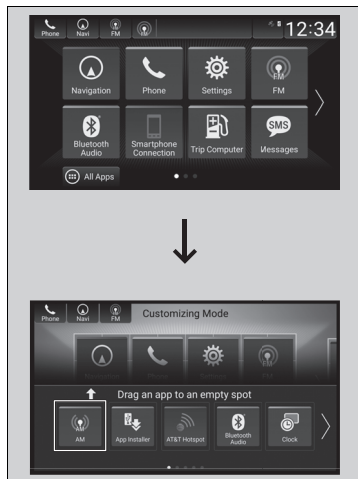 Phone Navi FM FM 12:34
Navigation Phone Settings FM
Bluetooth Audio Smartphone Connection Trip Computer SMS Messages
All Apps
Phone Navi FM Customizing Mode
Drag an app to an empty spot
AM App Installer AT&T Hotspot Bluetooth Audio Clock